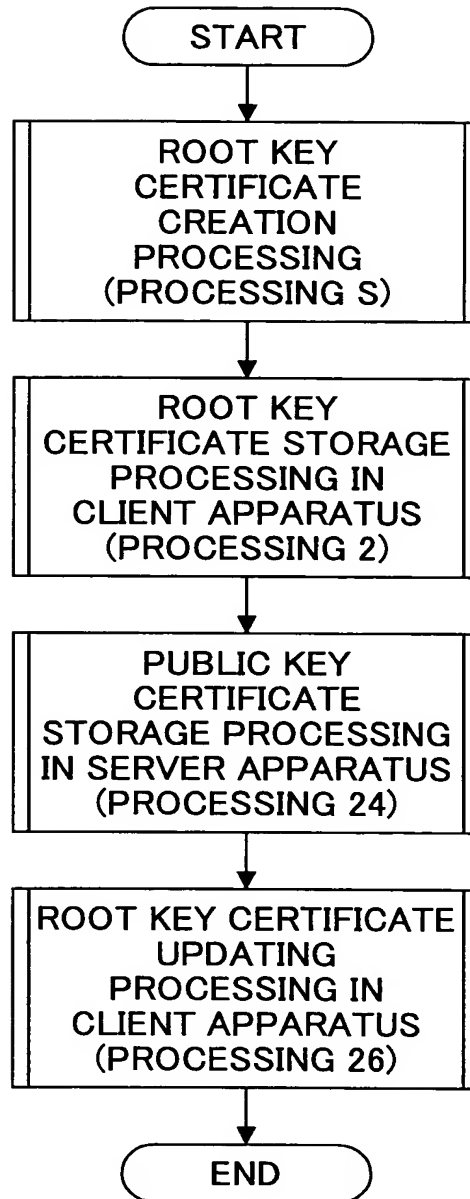 START
ROOT KEY
CERTIFICATE
CREATION
PROCESSING
(PROCESSING S)
ROOT KEY
CERTIFICATE STORAGE
PROCESSING IN
CLIENT APPARATUS
(PROCESSING 2)
PUBLIC KEY
CERTIFICATE
STORAGE PROCESSING
IN SERVER APPARATUS
(PROCESSING 24)
ROOT KEY CERTIFICATE
UPDATING
PROCESSING IN
CLIENT APPARATUS
(PROCESSING 26)
END